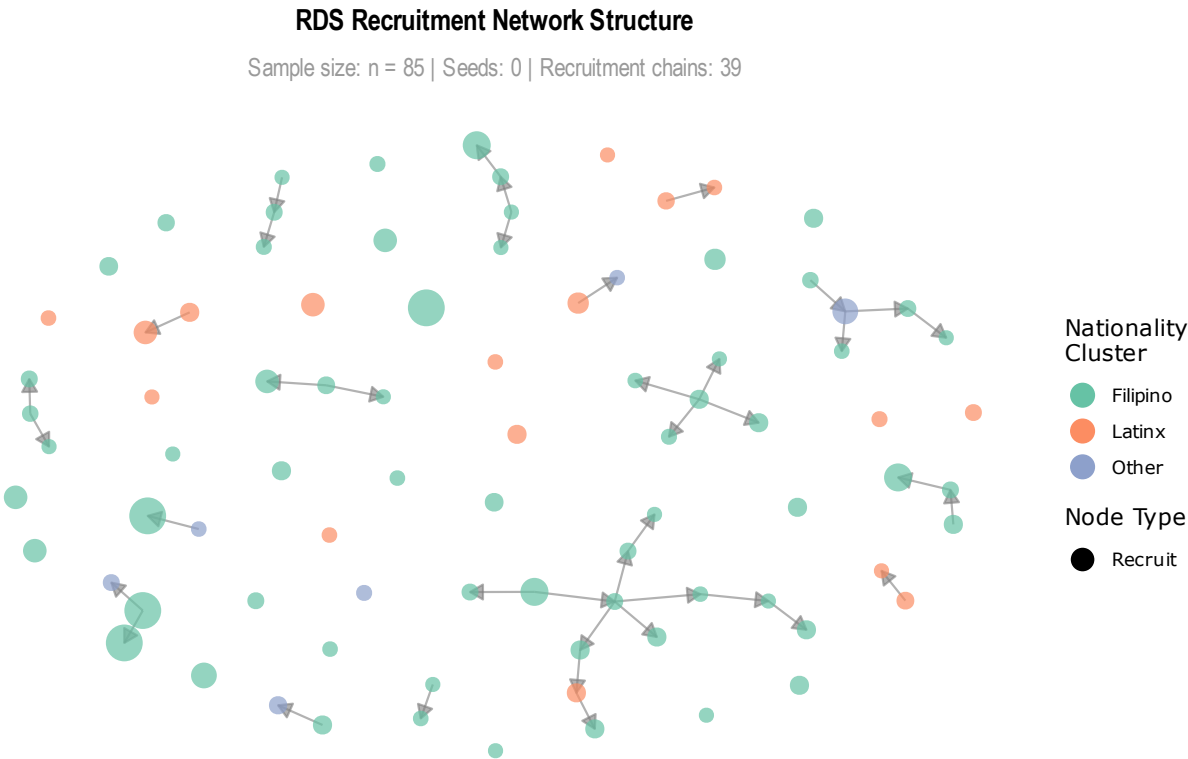 RDS Recruitment Network Structure
Sample size: n = 85 | Seeds: 0 | Recruitment chains: 39
Nationality
Cluster
Filipino
Latinx
Other
Node Type
Recruit